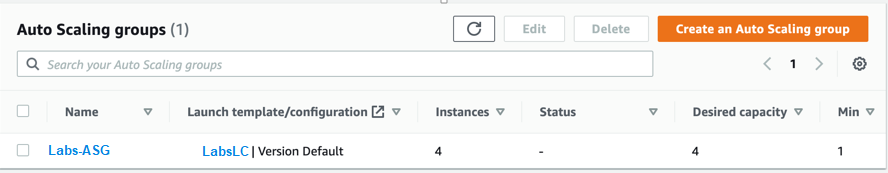 Auto Scaling groups (1)
Edit
Delete
Create an Auto Scaling group
Search your Auto Scaling groups
1
Name
Launch template/configuration
Instances
Status
Desired capacity
Min
Labs-ASG
LabsLC | Version Default
4
-
4
1